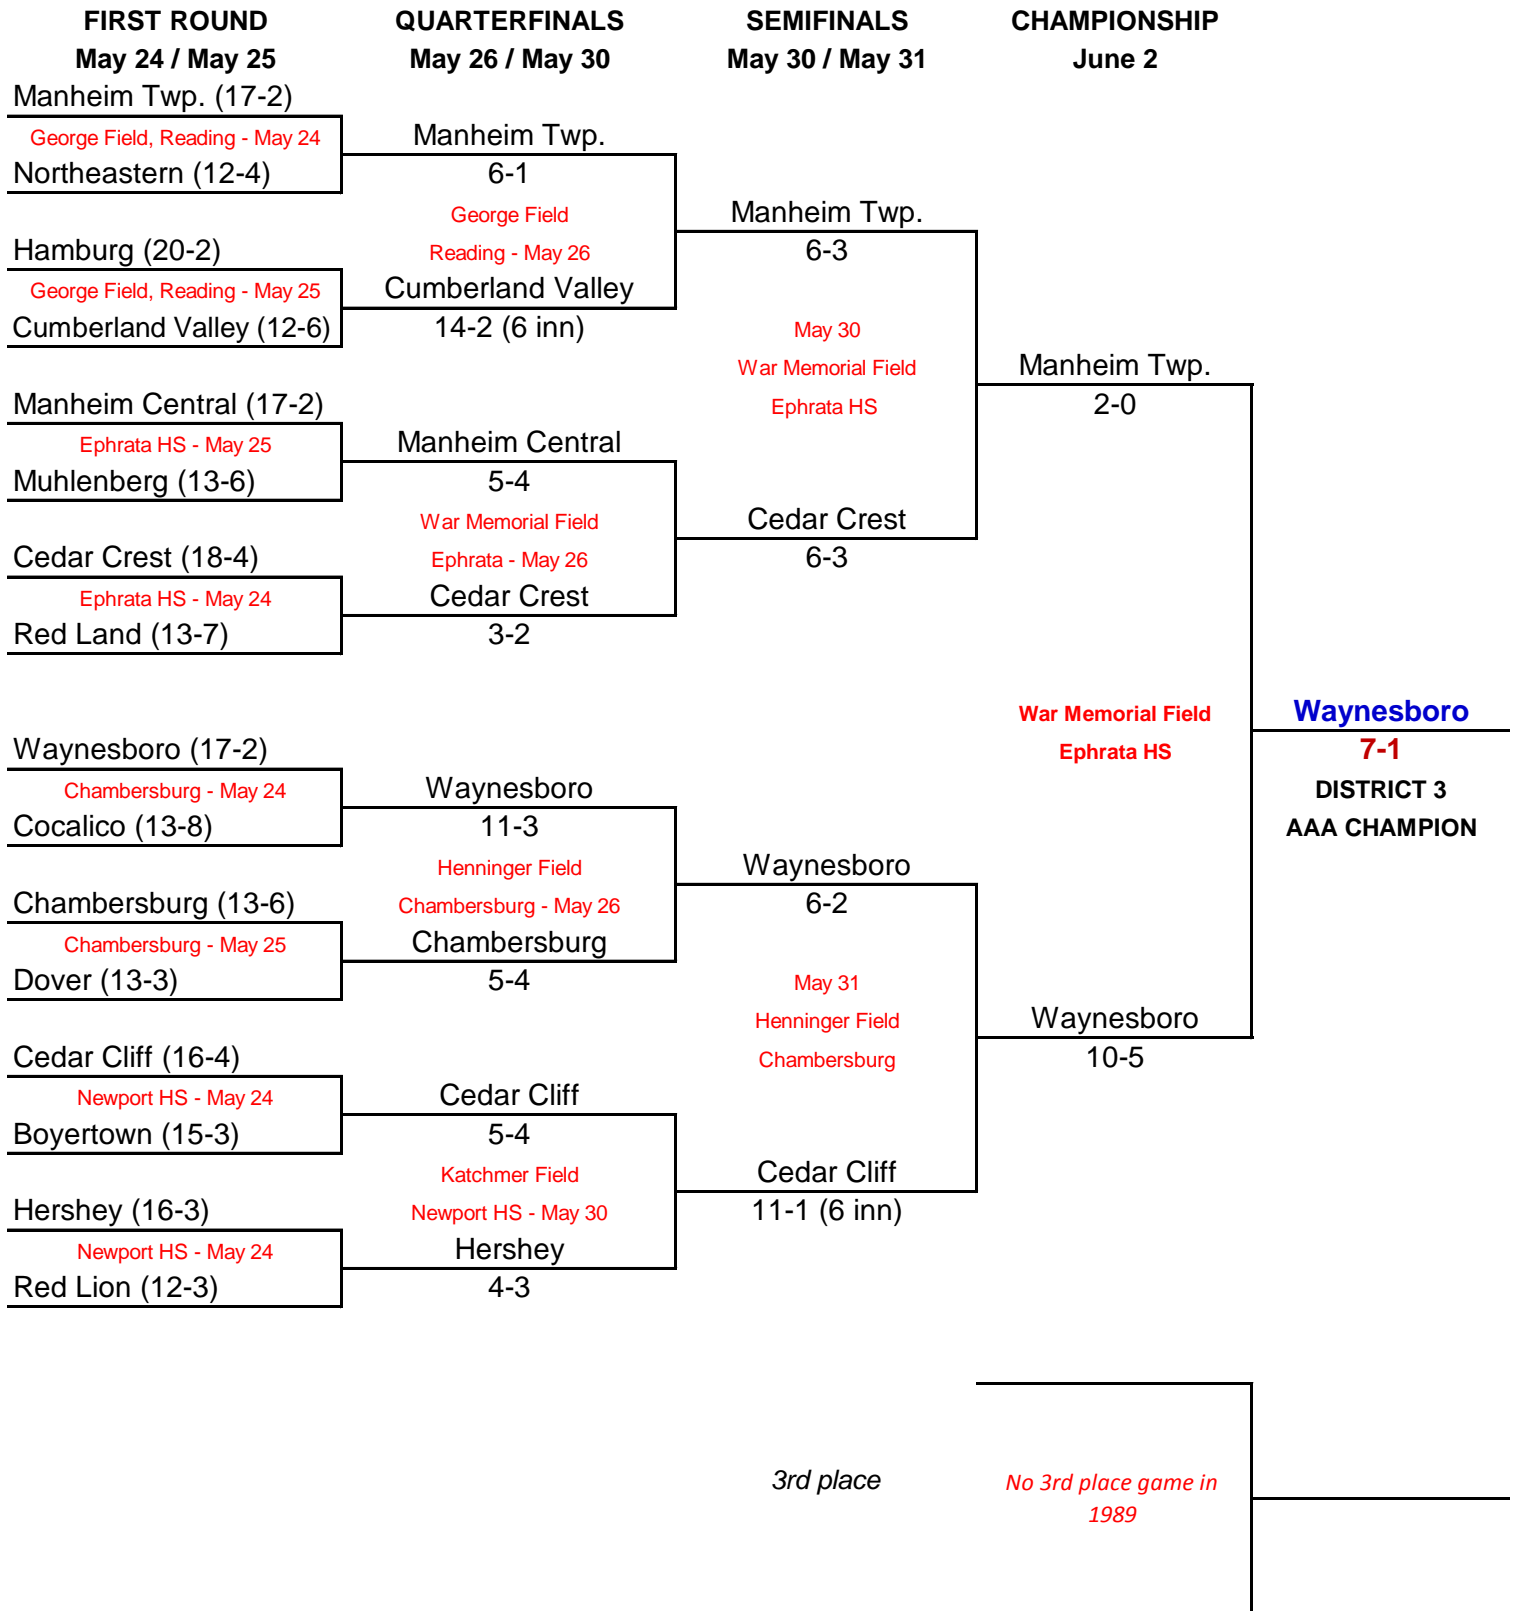 FIRST ROUND
May 24 / May 25
QUARTERFINALS
May 26 / May 30
SEMIFINALS
May 30 / May 31
CHAMPIONSHIP
June 2
Manheim Twp. (17-2)
George Field, Reading - May 24
Northeastern (12-4)
Hamburg (20-2)
George Field, Reading - May 25
Cumberland Valley (12-6)
Manheim Central (17-2)
Ephrata HS - May 25
Muhlenberg (13-6)
Cedar Crest (18-4)
Ephrata HS - May 24
Red Land (13-7)
Waynesboro (17-2)
Chambersburg - May 24
Cocalico (13-8)
Chambersburg (13-6)
Chambersburg - May 25
Dover (13-3)
Cedar Cliff (16-4)
Newport HS - May 24
Boyertown (15-3)
Hershey (16-3)
Newport HS - May 24
Red Lion (12-3)
Manheim Twp.
6-1
George Field
Reading - May 26
Cumberland Valley
14-2 (6 inn)
Manheim Central
5-4
War Memorial Field
Ephrata - May 26
Cedar Crest
3-2
Waynesboro
11-3
Henninger Field
Chambersburg - May 26
Chambersburg
5-4
Cedar Cliff
5-4
Katchmer Field
Newport HS - May 30
Hershey
4-3
Manheim Twp.
6-3
May 30
War Memorial Field
Ephrata HS
Cedar Crest
6-3
Waynesboro
6-2
May 31
Henninger Field
Chambersburg
Cedar Cliff
11-1 (6 inn)
Manheim Twp.
2-0
War Memorial Field
Ephrata HS
Waynesboro
10-5
Waynesboro
7-1
DISTRICT 3
AAA CHAMPION
3rd place
No 3rd place game in
1989